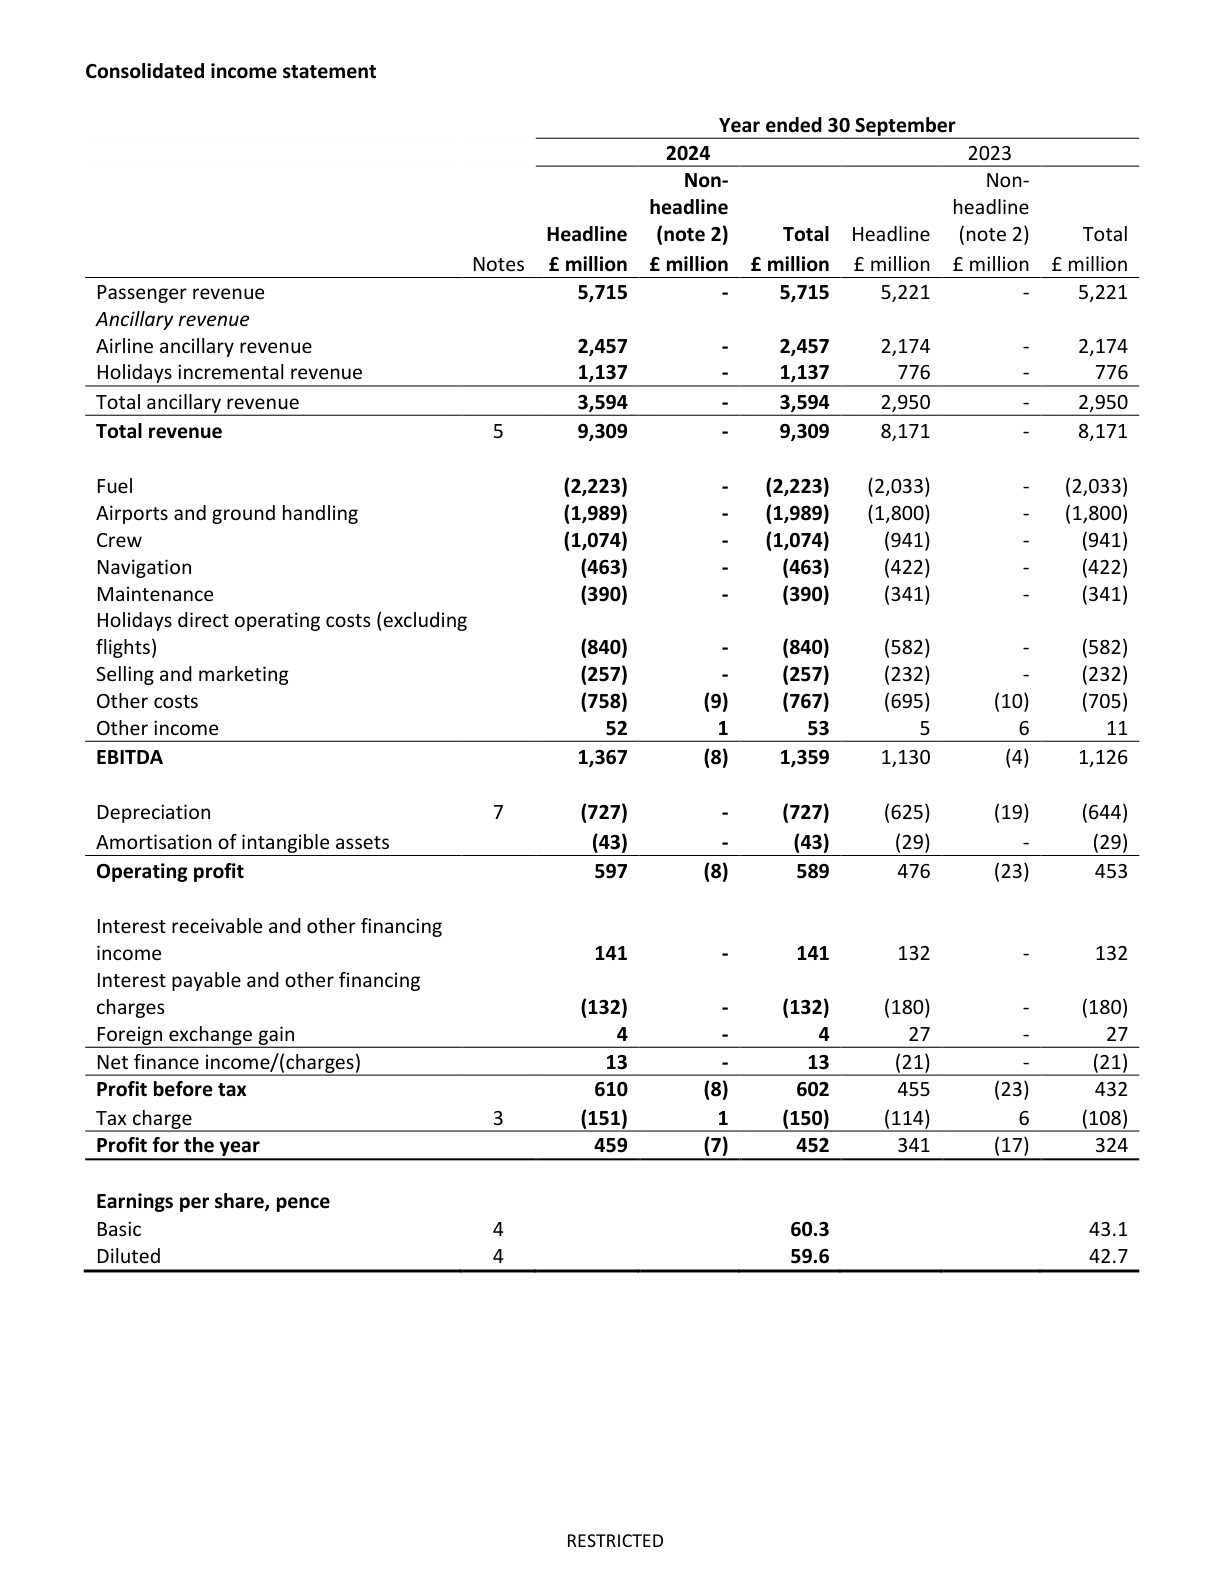 Consolidated income statement
Year ended 30 September
2024 2023
Non- Non-
headline headline
Headline (note 2) Total Headline (note 2) Total
Notes £ million £ million £ million £ million £ million £ million
Passenger revenue 5,715 - 5,715 5,221 - 5,221
Ancillary revenue
Airline ancillary revenue 2,457 - 2,457 2,174 - 2,174
Holidays incremental revenue 1,137 - 1,137 776 - 776
Total ancillary revenue 3,594 - 3,594 2,950 - 2,950
Total revenue 5 9,309 - 9,309 8,171 - 8,171
Fuel (2,223) - (2,223) (2,033) - (2,033)
Airports and ground handling (1,989) - (1,989) (1,800) - (1,800)
Crew (1,074) - (1,074) (941) - (941)
Navigation (463) - (463) (422) - (422)
Maintenance (390) - (390) (341) - (341)
Holidays direct operating costs (excluding
flights) (840) - (840) (582) - (582)
Selling and marketing (257) - (257) (232) - (232)
Other costs (758) (9) (767) (695) (10) (705)
Other income 52 1 53 5 6 11
EBITDA 1,367 (8) 1,359 1,130 (4) 1,126
Depreciation 7 (727) - (727) (625) (19) (644)
Amortisation of intangible assets (43) - (43) (29) - (29)
Operating profit 597 (8) 589 476 (23) 453
Interest receivable and other financing
income 141 - 141 132 - 132
Interest payable and other financing
charges (132) - (132) (180) - (180)
Foreign exchange gain 4 - 4 27 - 27
Net finance income/(charges) 13 - 13 (21) - (21)
Profit before tax 610 (8) 602 455 (23) 432
Tax charge 3 (151) 1 (150) (114) 6 (108)
Profit for the year 459 (7) 452 341 (17) 324
Earnings per share, pence
Basic 4 60.3 43.1
Diluted 4 59.6 42.7
RESTRICTED